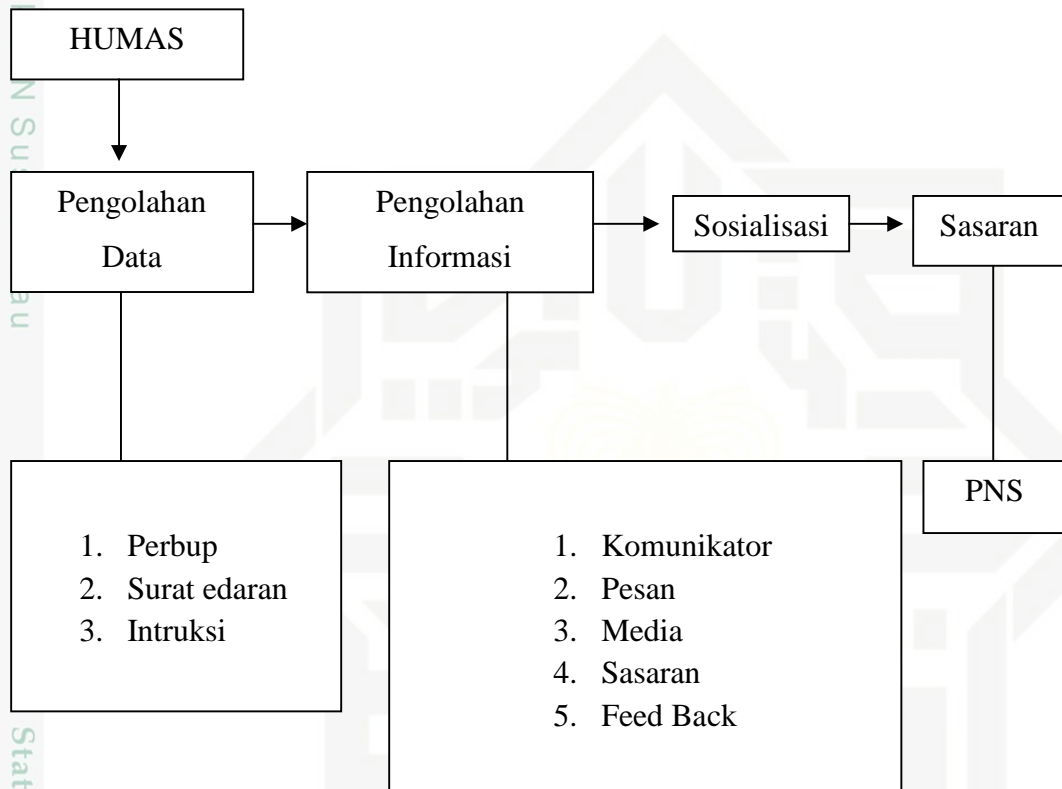 HUMAS
Pengolahan
Data
Pengolahan
Informasi
Sosialisasi
Sasaran
PNS
1. Perbup
2. Surat edaran
3. Intruksi
1. Komunikator
2. Pesan
3. Media
4. Sasaran
5. Feed Back